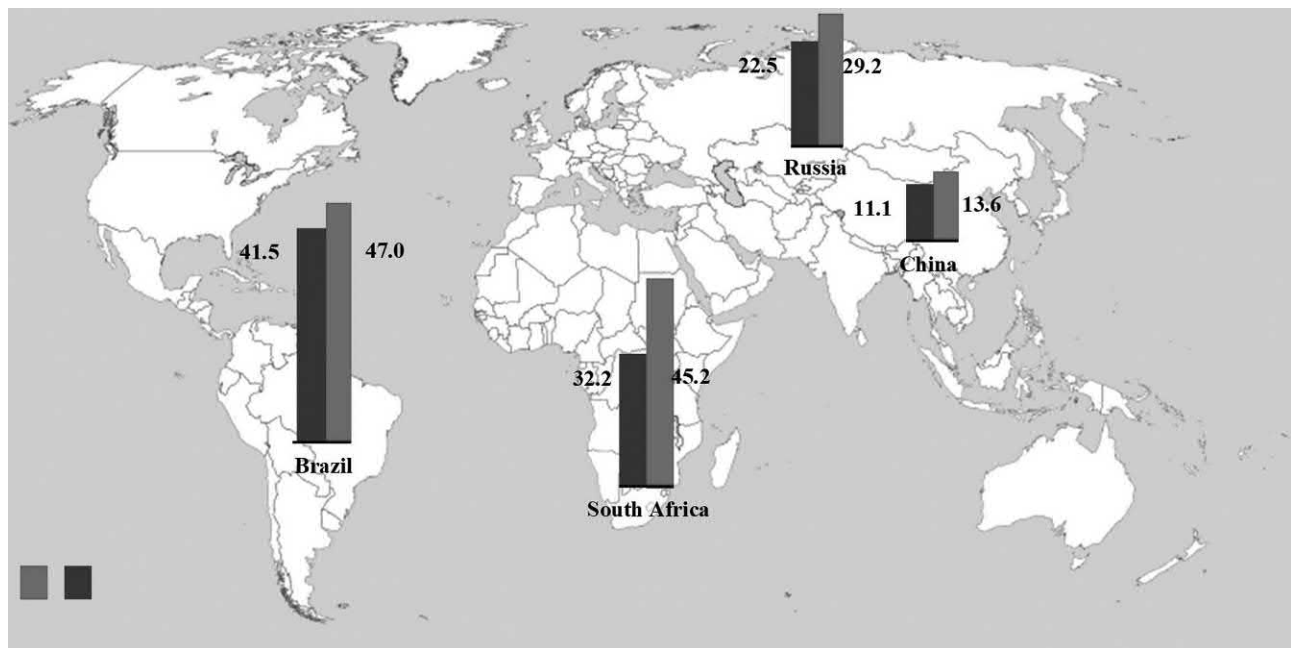 22.5 29.2
Russia
11.1 13.6
China
41.5 47.0
Brazil
32.2 45.2
South Africa